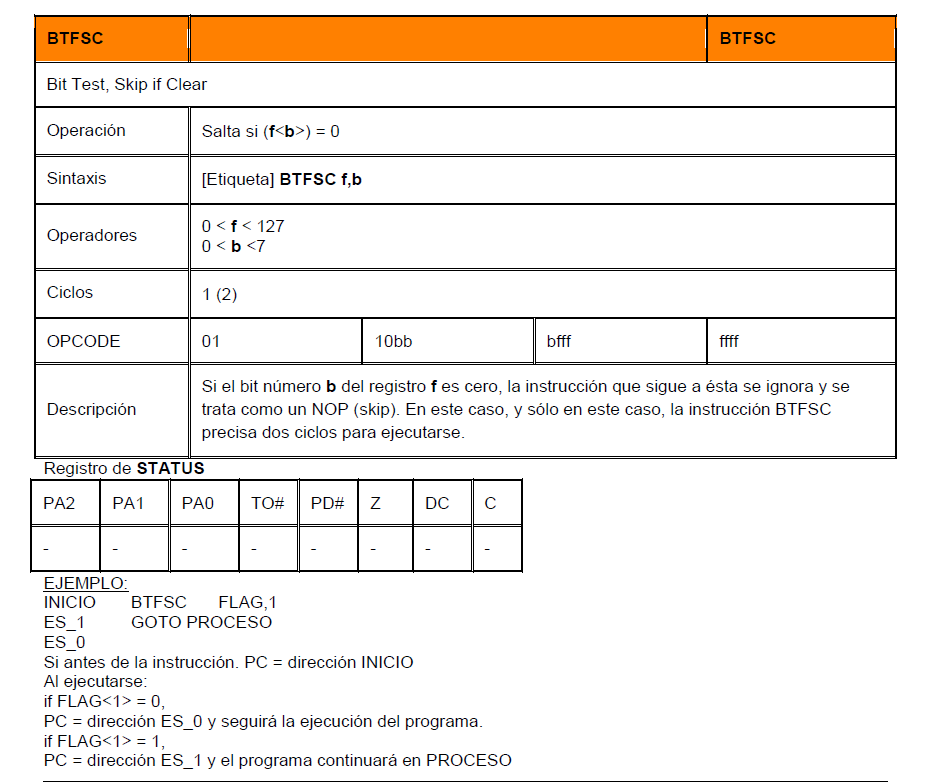 BTFSC BTFSC
Bit Test, Skip if Clear
Operación Salta si (f<b>) = 0
Sintaxis [Etiqueta] BTFSC f,b
Operadores 0 < f < 127
0 < b <7
Ciclos 1 (2)
OPCODE 01 10bb bfff ffff
Descripción Si el bit número b del registro f es cero, la instrucción que sigue a ésta se ignora y se
trata como un NOP (skip). En este caso, y sólo en este caso, la instrucción BTFSC
precisa dos ciclos para ejecutarse.
Registro de STATUS
PA2 PA1 PA0 TO# PD# Z DC C
- - - - - - - -
EJEMPLO:
INICIO BTFSC FLAG,1
ES_1 GOTO PROCESO
ES_0
Si antes de la instrucción. PC = dirección INICIO
Al ejecutarse:
if FLAG<1> = 0,
PC = dirección ES_0 y seguirá la ejecución del programa.
if FLAG<1> = 1,
PC = dirección ES_1 y el programa continuará en PROCESO